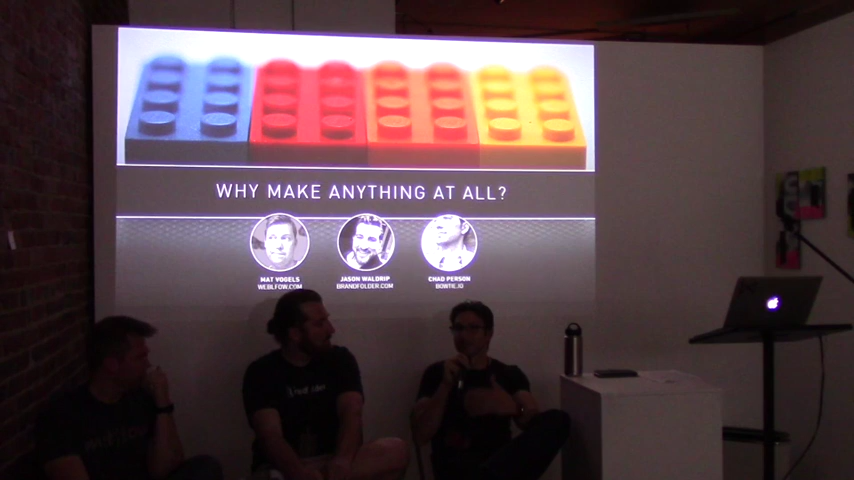 WHY MAKE ANYTHING AT ALL?
MAT VOGELS
WEBLFOW.COM
JASON WALDRIP
BRANDFOLDER.COM
CHAD PERSON
BOWTIE.IO